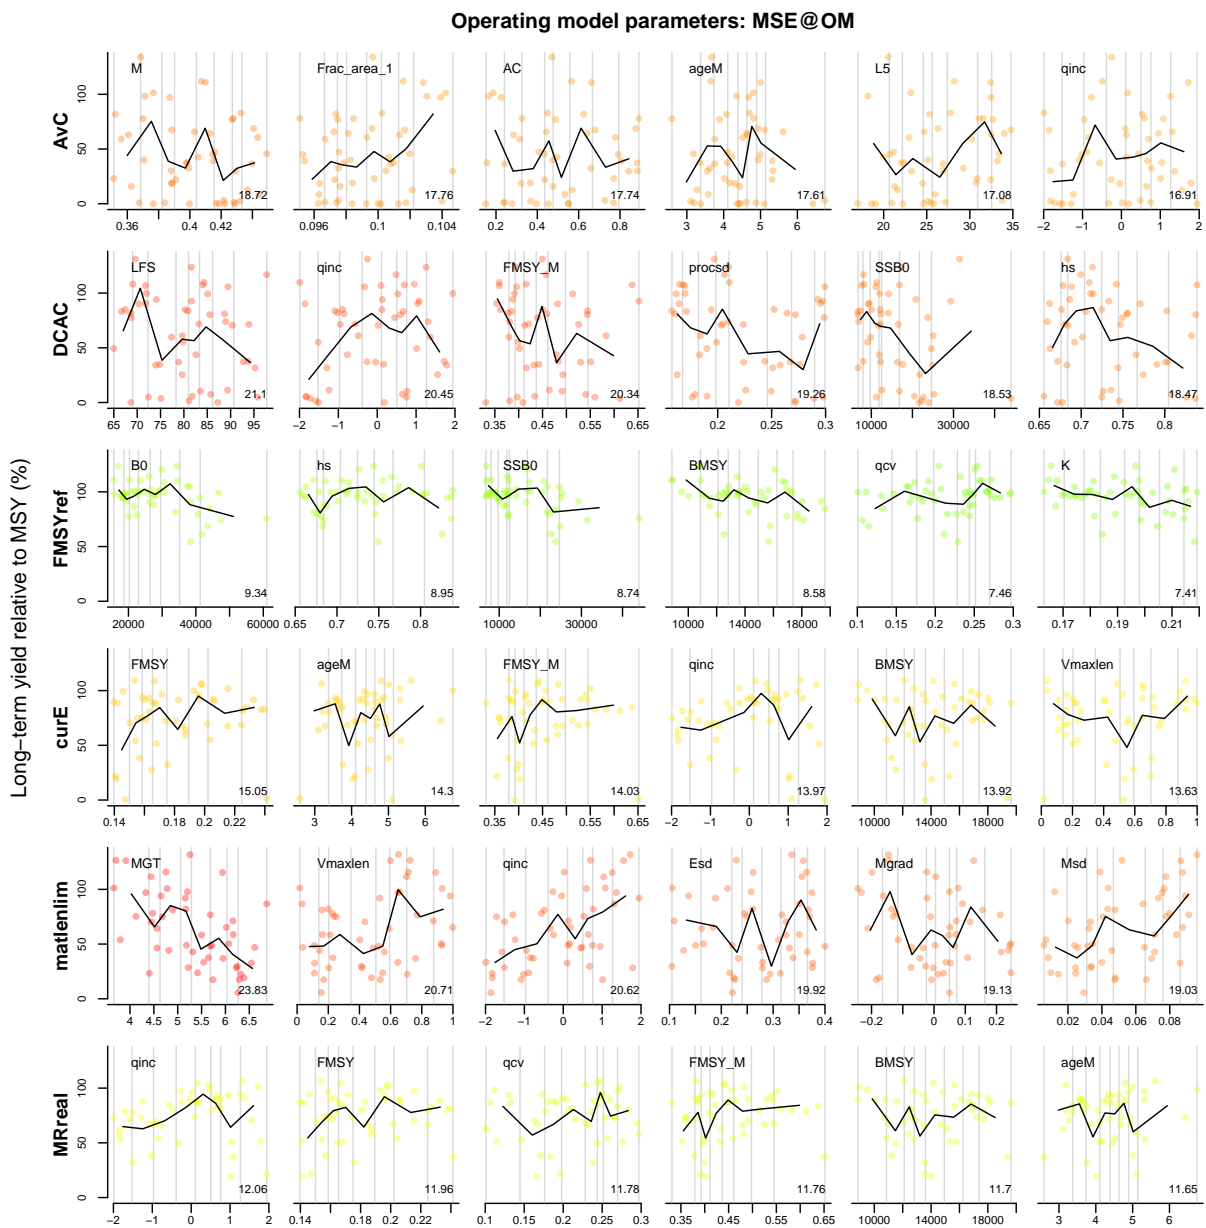 Operating model parameters: MSE@OM
Long−term yield relative to MSY (%)
AvC
0 50 100
M
18.72
0.36 0.4 0.42
Frac_area_1
17.76
0.096 0.1 0.104
AC
17.74
0.2 0.4 0.6 0.8
ageM
17.61
3 4 5 6
L5
17.08
20 25 30 35
qinc
16.91
−2 −1 0 1 2
DCAC
0 50 100
LFS
21.1
65 70 75 80 85 90 95
qinc
20.45
−2 −1 0 1 2
FMSY_M
20.34
0.35 0.45 0.55 0.65
procsd
19.26
0.2 0.3
SSB0
18.53
10000 30000
hs
18.47
0.65 0.7 0.8
FMSYref
0 50 100
B0
9.34
20000 40000 60000
hs
8.95
0.65 0.7 0.8
SSB0
8.74
10000 30000
BMSY
8.58
10000 14000 18000
qcv
7.46
0.1 0.2 0.3
K
7.41
0.17 0.19 0.21
curE
0 50 100
FMSY
15.05
0.14 0.18 0.2 0.22
ageM
14.3
3 4 5 6
FMSY_M
14.03
0.35 0.45 0.55 0.65
qinc
13.97
−2 −1 0 1 2
BMSY
13.92
10000 14000 18000
Vmaxlen
13.63
0 0.2 0.4 0.6 0.8 1
matlenlim
0 50 100
MGT
23.83
4 4.5 5 5.5 6 6.5
Vmaxlen
20.71
0 0.2 0.4 0.6 0.8 1
qinc
20.62
−2 −1 0 1 2
Esd
19.92
0.1 0.2 0.3 0.4
Mgrad
19.13
−0.2 0 0.1 0.2
Msd
19.03
0.02 0.04 0.06 0.08
MRreal
0 50 100
qinc
12.06
−2 −1 0 1 2
FMSY
11.96
0.14 0.18 0.2 0.22
qcv
11.78
0.1 0.2 0.3
FMSY_M
11.76
0.35 0.45 0.55 0.65
BMSY
11.7
10000 14000 18000
ageM
11.65
3 4 5 6